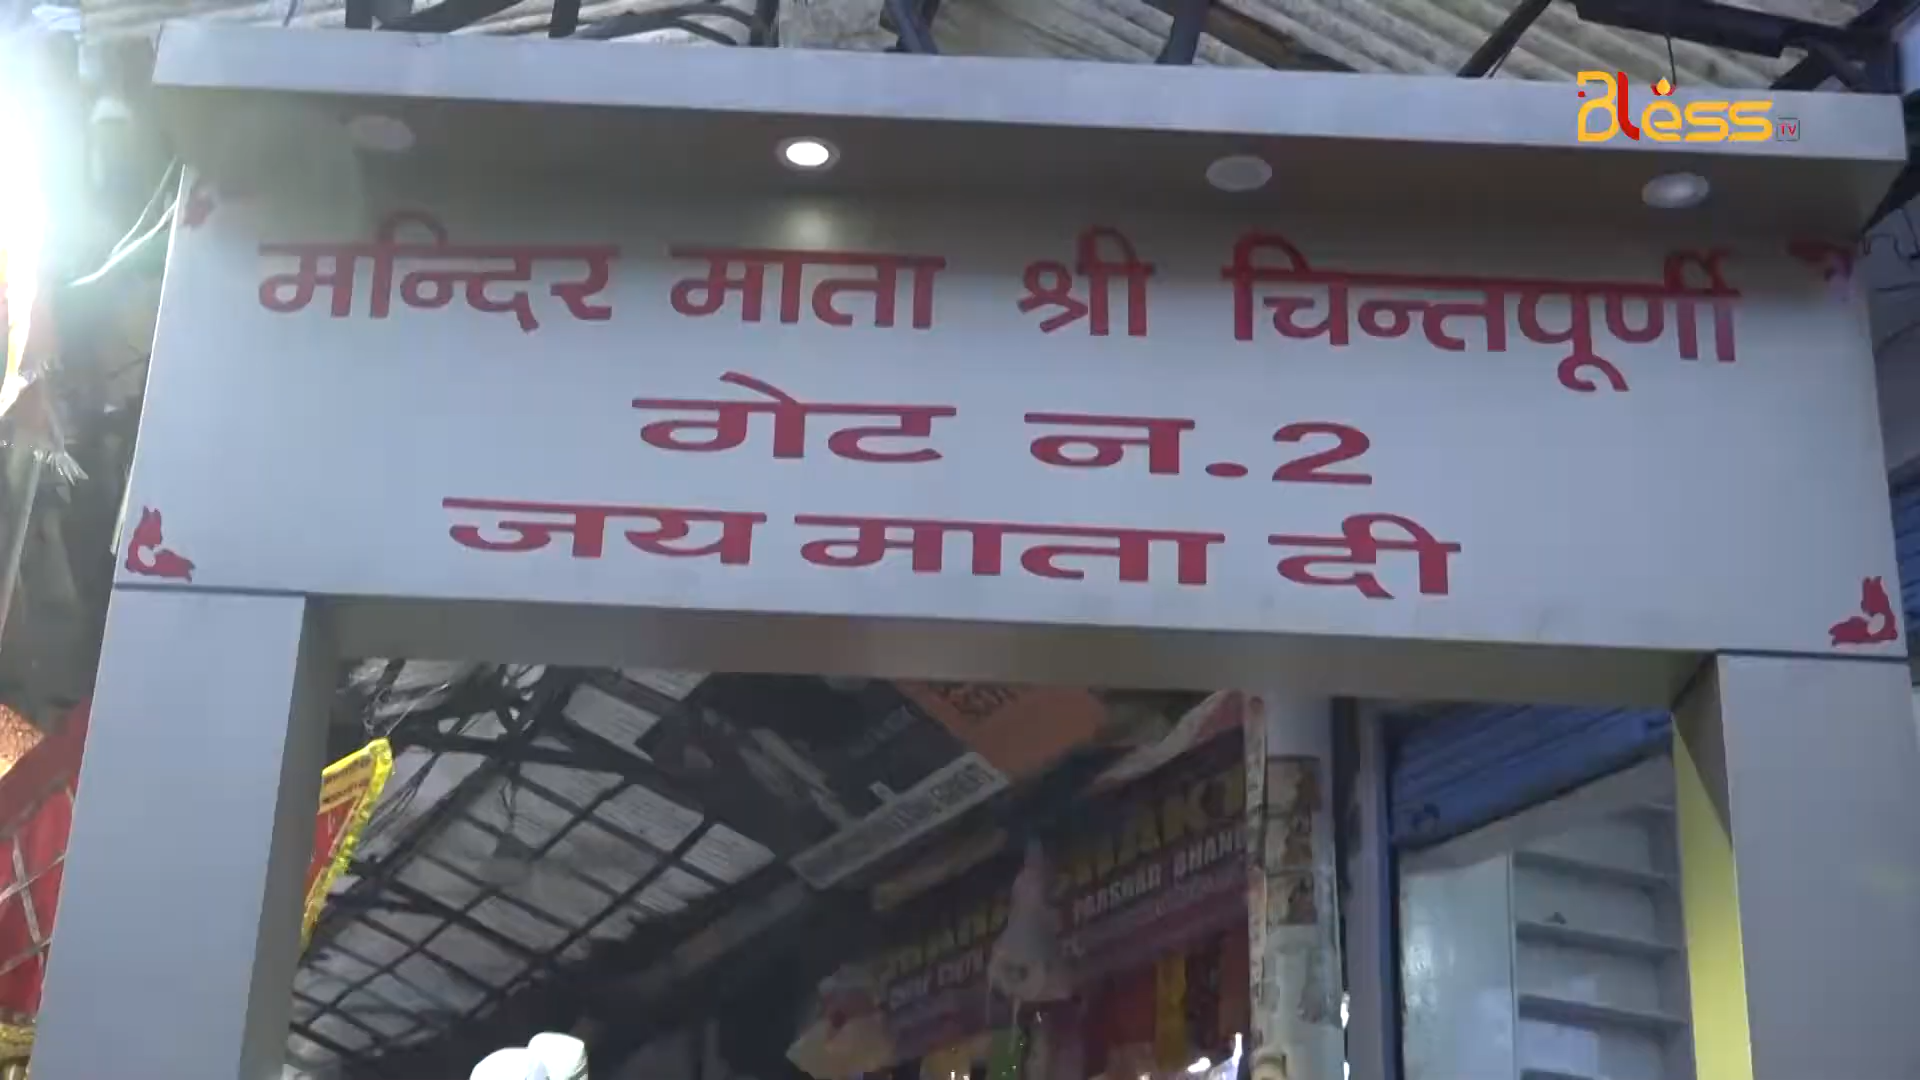 BLess TV
मन्दिर माता श्री चिन्तपूर्णी
गेट न.2
जय माता दी